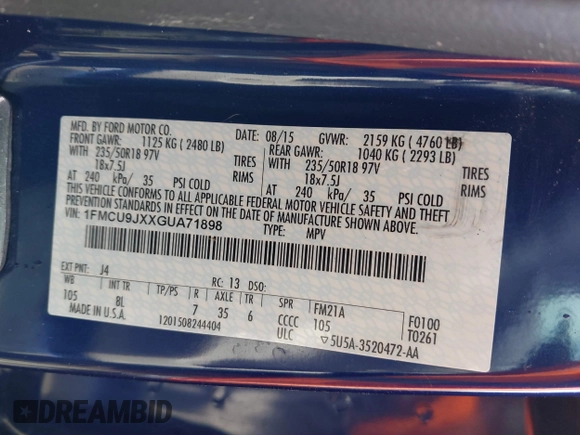 MFD. BY FORD MOTOR CO.
DATE: 08/15 GVWR: 2159 KG ( 4760 LB)
FRONT GAWR: 1125 KG ( 2480 LB) REAR GAWR: 1040 KG ( 2293 LB)
WITH 235/50R18 97V TIRES WITH 235/50R18 97V TIRES
18x7.5J RIMS 18x7.5J RIMS
AT 240 kPa/ 35 PSI COLD AT 240 kPa/ 35 PSI COLD
THIS VEHICLE CONFORMS TO ALL APPLICABLE FEDERAL MOTOR VEHICLE SAFETY AND THEFT
PREVENTION STANDARDS IN EFFECT ON THE DATE OF MANUFACTURE SHOWN ABOVE.
VIN: 1FMCU9JXXGUA71898
TYPE: MPV
EXT PNT: J4 RC: 13 DSO:
WB INT TR TP/PS R AXLE TR SPR FM21A F0100
105 8L 7 35 6 CCCC 105 T0261
MADE IN U.S.A. ULC ▽5U5A-3520472-AA
1201508244404
DREAMBID